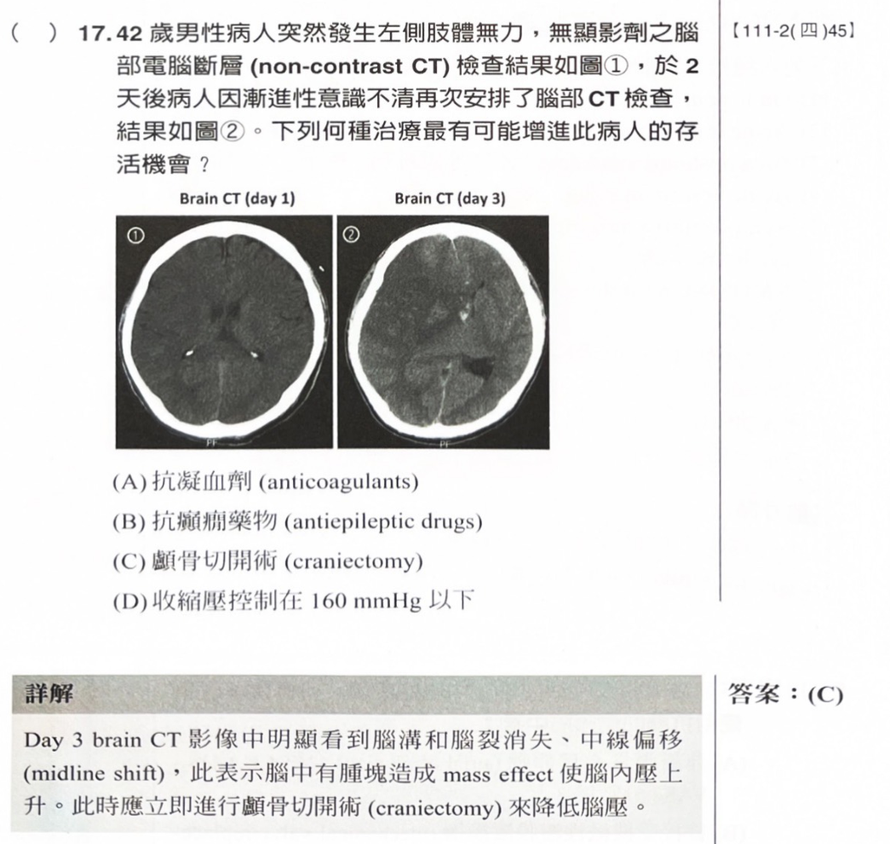 ( ) 17. 42 歲男性病人突然發生左側肢體無力，無顯影劑之腦 【111-2(四)45】
部電腦斷層 (non-contrast CT) 檢查結果如圖①，於 2
天後病人因漸進性意識不清再次安排了腦部 CT 檢查，
結果如圖②。下列何種治療最有可能增進此病人的存
活機會？
Brain CT (day 1) Brain CT (day 3)
① ②
(A) 抗凝血劑 (anticoagulants)
(B) 抗癲癇藥物 (antiepileptic drugs)
(C) 顱骨切開術 (craniectomy)
(D) 收縮壓控制在 160 mmHg 以下
詳解 答案：(C)
Day 3 brain CT 影像中明顯看到腦溝和腦裂消失、中線偏移
(midline shift)，此表示腦中有腫塊造成 mass effect 使腦內壓上
升。此時應立即進行顱骨切開術 (craniectomy) 來降低腦壓。